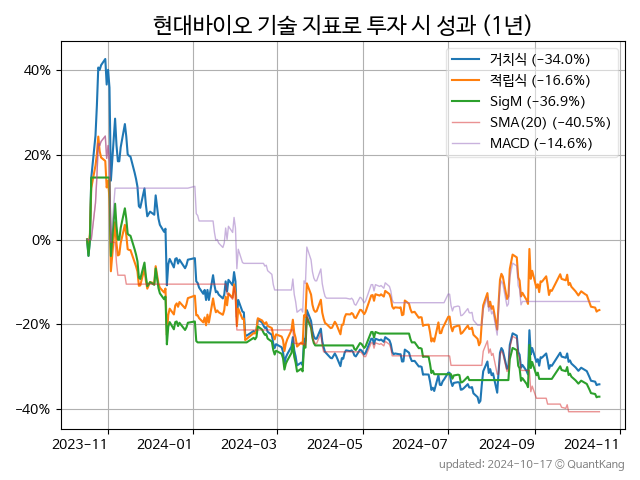 현대바이오 기술 지표로 투자 시 성과 (1년)
거치식 (−34.0%)
적립식 (−16.6%)
SigM (−36.9%)
SMA(20) (−40.5%)
MACD (−14.6%)
40%
20%
0%
−20%
−40%
2023-11 2024-01 2024-03 2024-05 2024-07 2024-09 2024-11
updated: 2024-10-17 © QuantKang